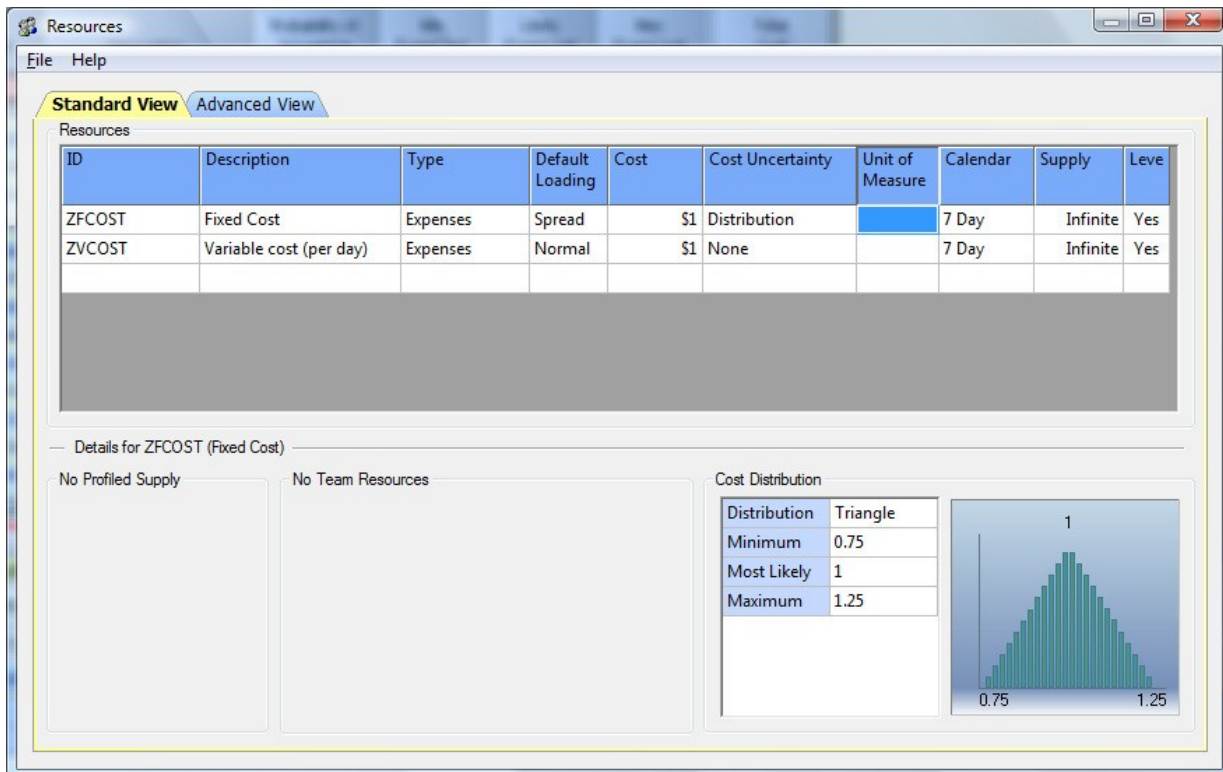 Resources
File Help
Standard View Advanced View
Resources
ID Description Type Default Loading Cost Cost Uncertainty Unit of Measure Calendar Supply Leve
ZFCOST Fixed Cost Expenses Spread $1 Distribution 7 Day Infinite Yes
ZVCOST Variable cost (per day) Expenses Normal $1 None 7 Day Infinite Yes
Details for ZFCOST (Fixed Cost)
No Profiled Supply No Team Resources Cost Distribution
Distribution Triangle
Minimum 0.75
Most Likely 1
Maximum 1.25
1
0.75 1.25